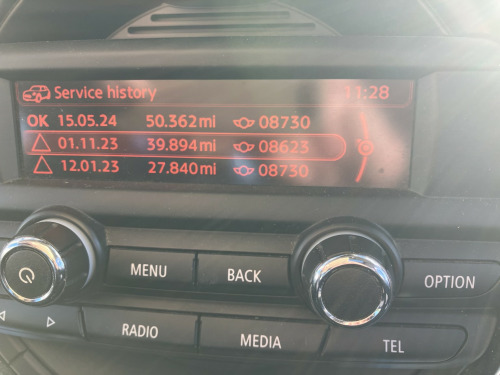 Service history 11:28
OK 15.05.24 50.362mi 08730
01.11.23 39.894mi 08623
12.01.23 27.840mi 08730
MENU BACK OPTION
RADIO MEDIA TEL